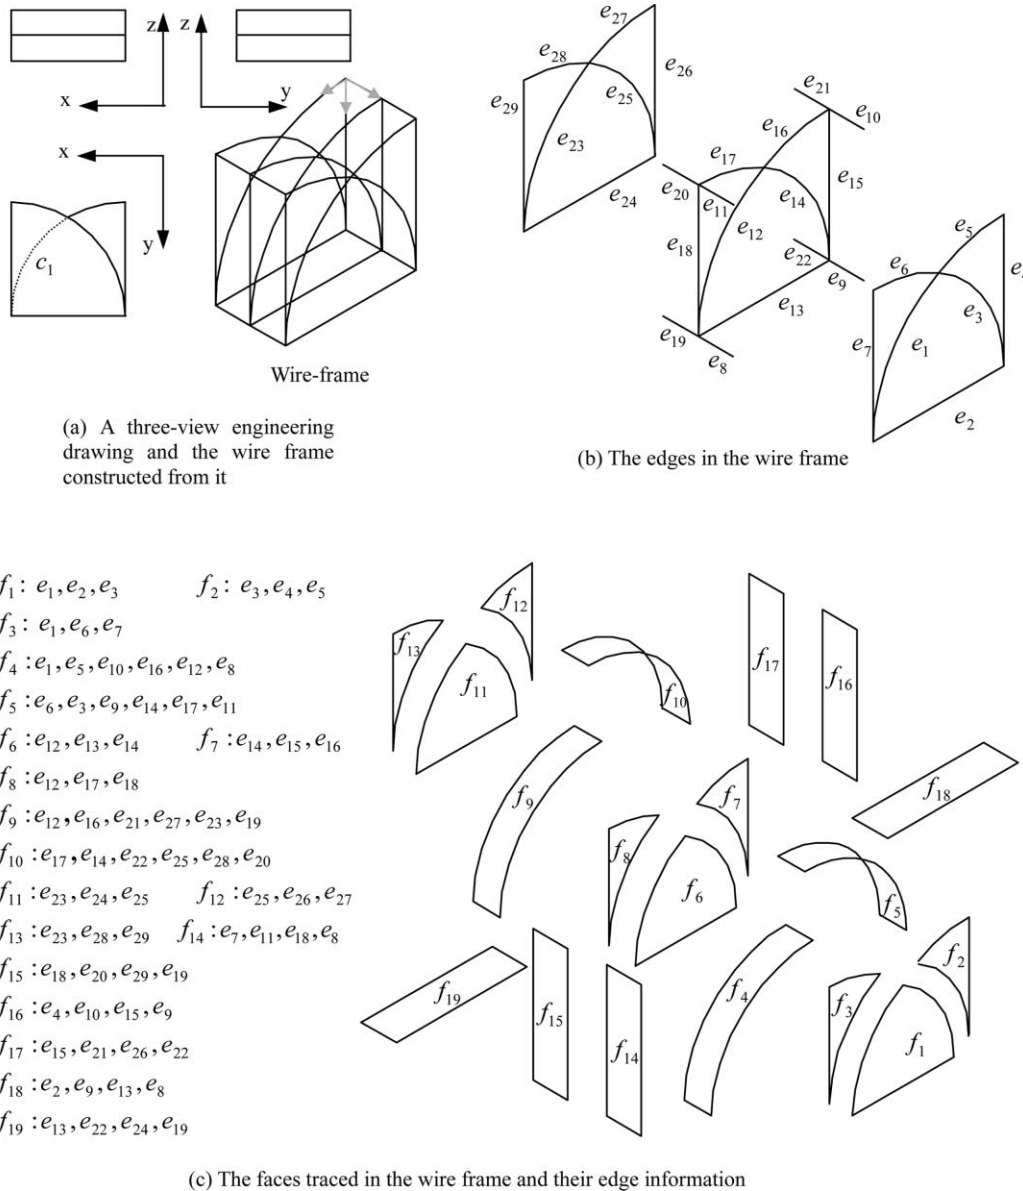 z
z
x
y
x
y
c₁
Wire-frame
(a) A three-view engineering
drawing and the wire frame
constructed from it
e₂₇
e₂₈
e₂₆
e₂₉
e₂₅
e₂₃
e₂₄
e₂₁
e₁₀
e₁₆
e₁₇
e₁₅
e₂₀
e₁₁
e₁₄
e₁₂
e₁₈
e₂₂
e₉
e₁₃
e₁₉
e₈
e₅
e₆
e₃
e₇
e₁
e₂
(b) The edges in the wire frame
f₁: e₁,e₂,e₃ f₂: e₃,e₄,e₅
f₃: e₁,e₆,e₇
f₄:e₁,e₅,e₁₀,e₁₆,e₁₂,e₈
f₅:e₆,e₃,e₉,e₁₄,e₁₇,e₁₁
f₆:e₁₂,e₁₃,e₁₄ f₇:e₁₄,e₁₅,e₁₆
f₈:e₁₂,e₁₇,e₁₈
f₉:e₁₂,e₁₆,e₂₁,e₂₇,e₂₃,e₁₉
f₁₀:e₁₇,e₁₄,e₂₂,e₂₅,e₂₈,e₂₀
f₁₁:e₂₃,e₂₄,e₂₅ f₁₂:e₂₅,e₂₆,e₂₇
f₁₃:e₂₃,e₂₈,e₂₉ f₁₄:e₇,e₁₁,e₁₈,e₈
f₁₅:e₁₈,e₂₀,e₂₉,e₁₉
f₁₆:e₄,e₁₀,e₁₅,e₉
f₁₇:e₁₅,e₂₁,e₂₆,e₂₂
f₁₈:e₂,e₉,e₁₃,e₈
f₁₉:e₁₃,e₂₂,e₂₄,e₁₉
f₁₂
f₁₃
f₁₁
f₁₀
f₁₇
f₁₆
f₉
f₁₈
f₇
f₈
f₆
f₅
f₁₉
f₁₅
f₁₄
f₄
f₂
f₃
f₁
(c) The faces traced in the wire frame and their edge information